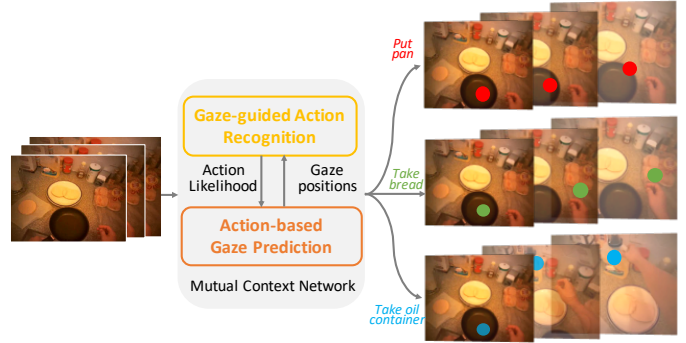 Put
pan
Gaze-guided Action
Recognition
Action
Likelihood
Gaze
positions
Take
bread
Action-based
Gaze Prediction
Mutual Context Network
Take oil
container